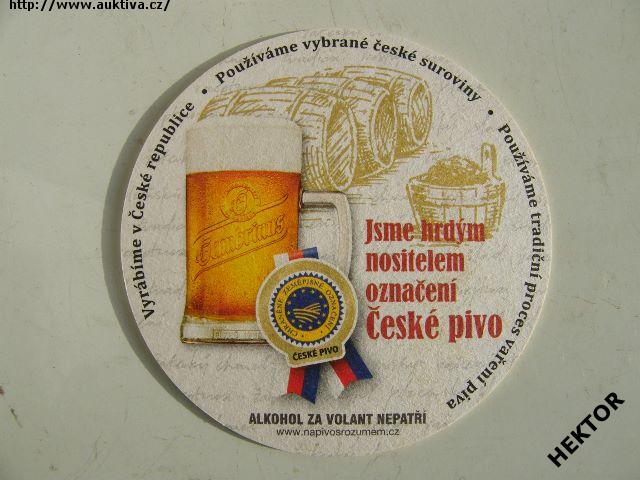 http://www.auktiva.cz/
Vyrábíme v České republice • Používáme vybrané české suroviny • Používáme tradiční proces vaření piva
Gambrinus
Jsme hrdým
nositelem
označení
České pivo
CHRÁNĚNÉ ZEMĚPISNÉ OZNAČENÍ
ČESKÉ PIVO
ALKOHOL ZA VOLANT NEPATŘÍ
www.napivosrozumem.cz
HEKTOR